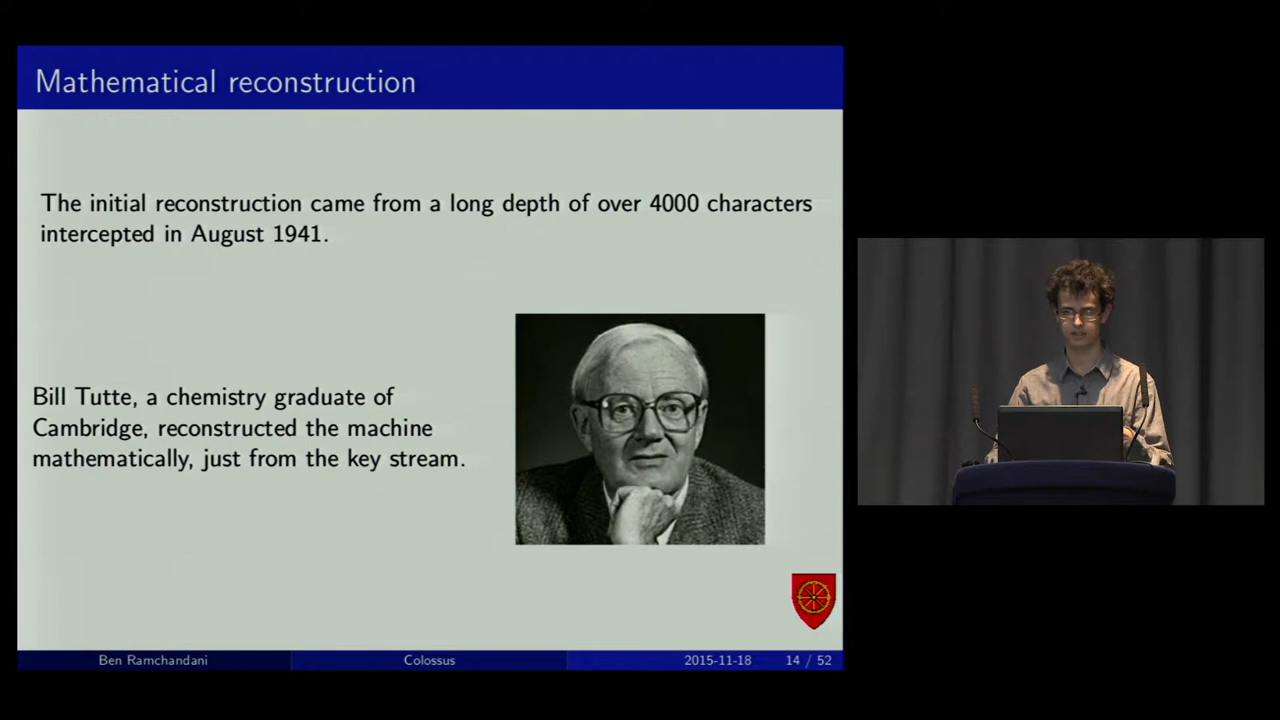 Mathematical reconstruction
The initial reconstruction came from a long depth of over 4000 characters
intercepted in August 1941.
Bill Tutte, a chemistry graduate of
Cambridge, reconstructed the machine
mathematically, just from the key stream.
Ben Ramchandani
Colossus
2015-11-18
14 / 52